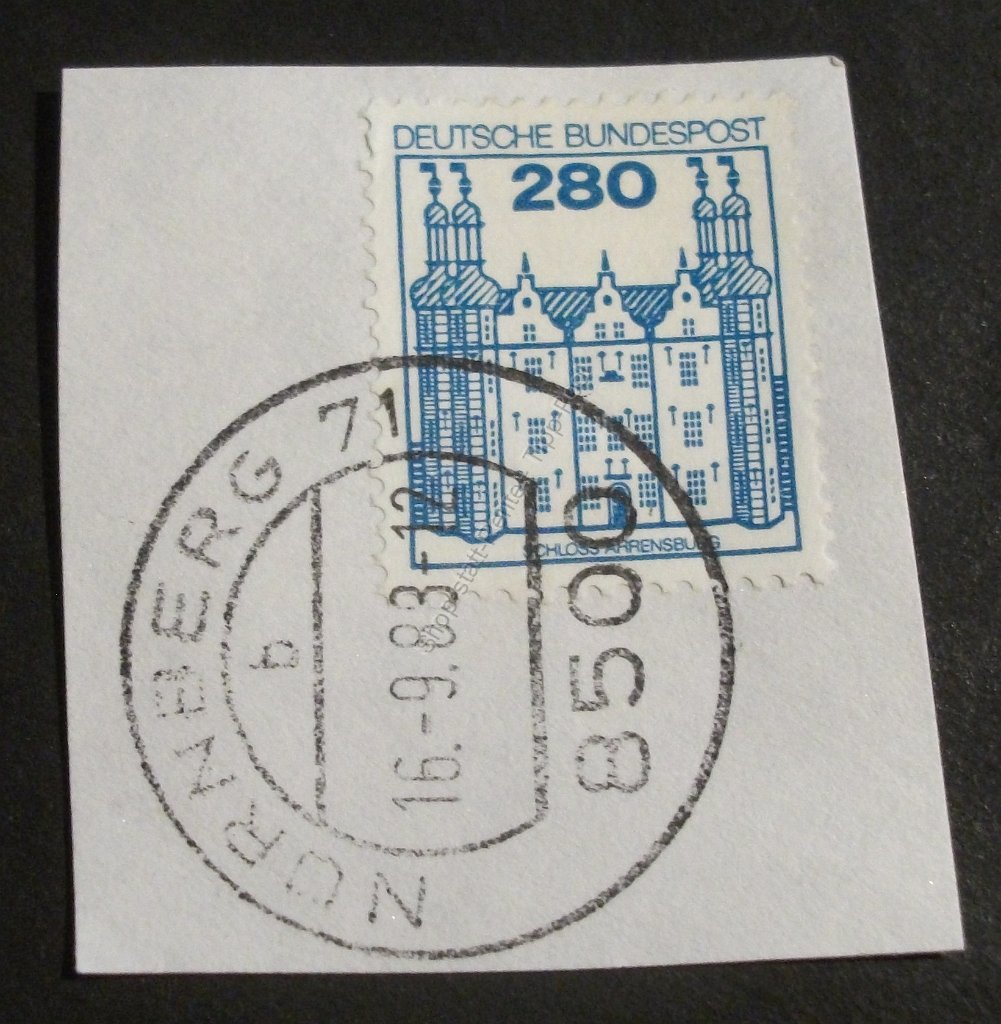 DEUTSCHE BUNDESPOST
280
SCHLOSS AHRENSBURG
NÜRNBERG 71
b
16.-9.83-12
8500